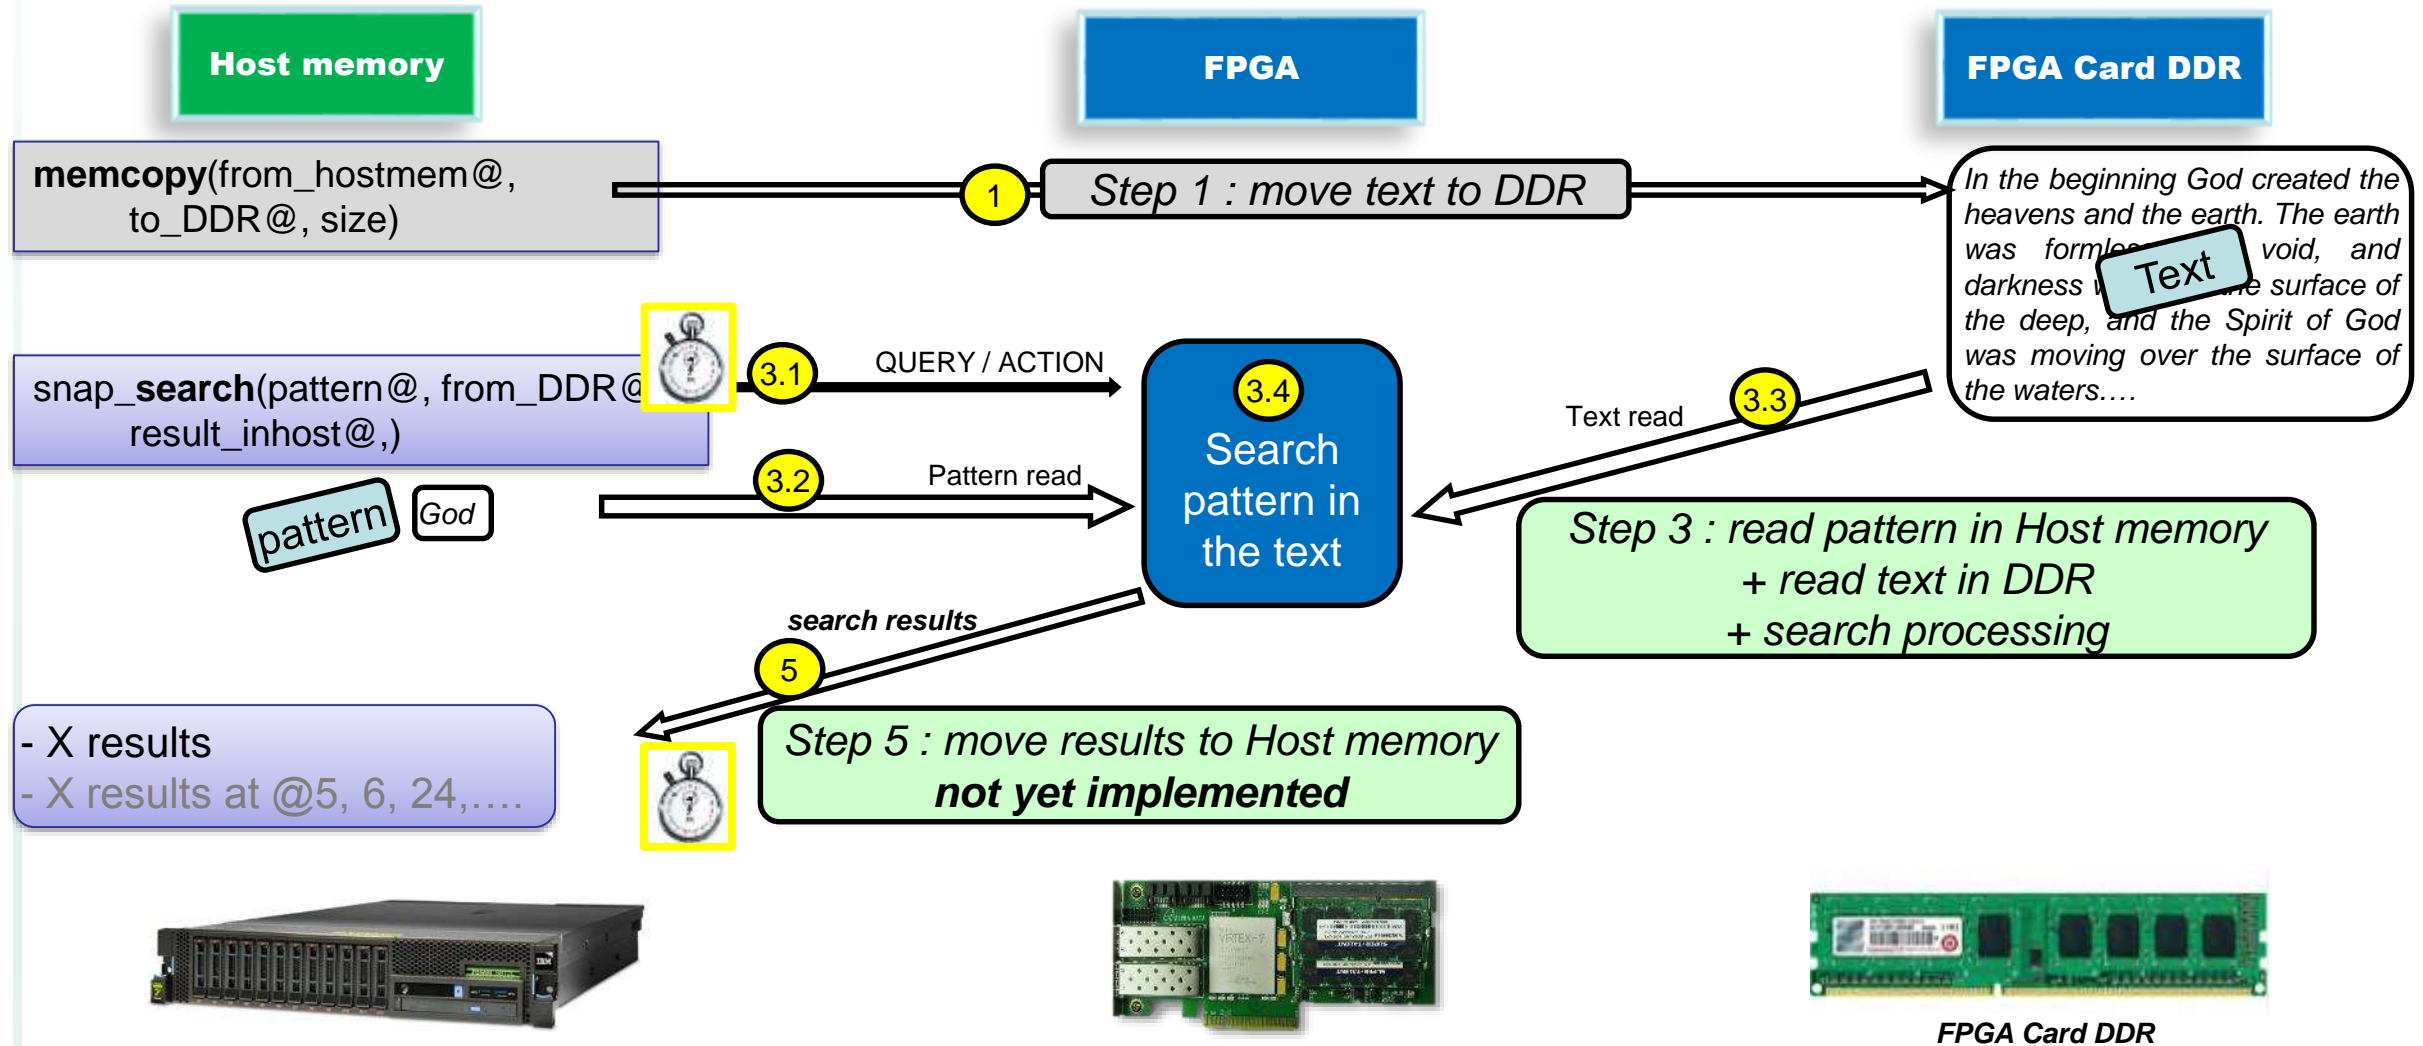 Host memory
FPGA
FPGA Card DDR
memcopy(from_hostmem@,
to_DDR@, size)
1
Step 1 : move text to DDR
In the beginning God created the
heavens and the earth. The earth
was void, and
darkness surface of
the deep, and the Spirit of God
was moving over the surface of
the waters….
Text
snap_search(pattern@, from_DDR@
result_inhost@,)
3.1
QUERY / ACTION
3.2
Pattern read
pattern
God
3.4
Search
pattern in
the text
3.3
Text read
Step 3 : read pattern in Host memory
+ read text in DDR
+ search processing
search results
5
Step 5 : move results to Host memory
not yet implemented
- X results
- X results at @5, 6, 24,….
VIRTEX-7
IBM
FPGA Card DDR